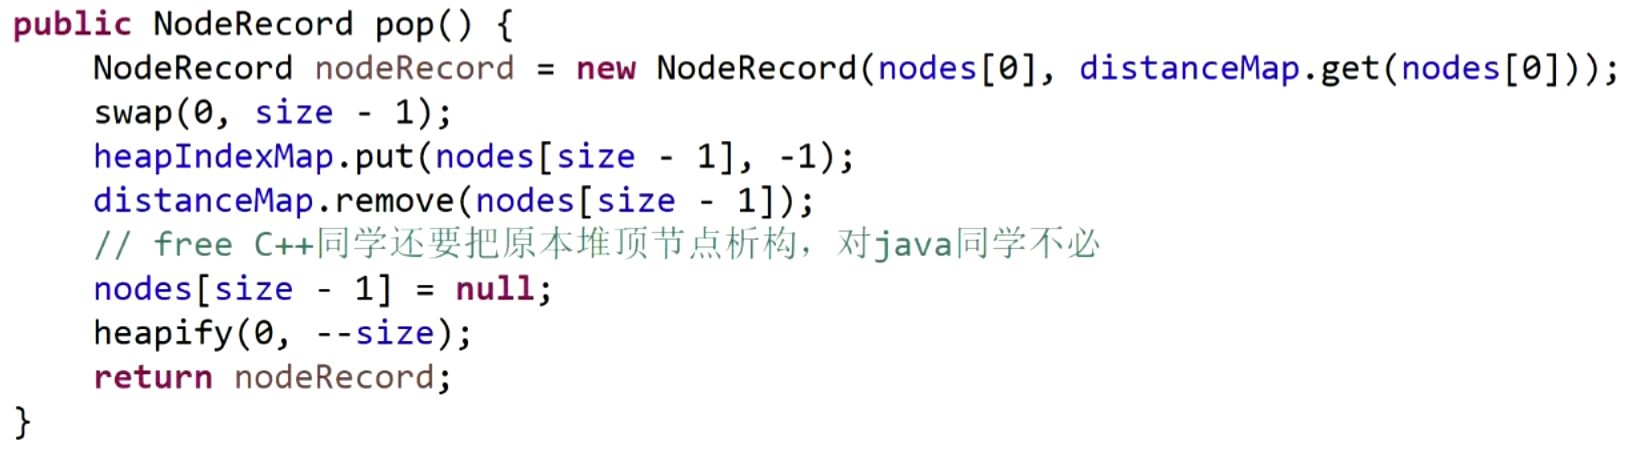 public NodeRecord pop() {
    NodeRecord nodeRecord = new NodeRecord(nodes[0], distanceMap.get(nodes[0]));
    swap(0, size - 1);
    heapIndexMap.put(nodes[size - 1], -1);
    distanceMap.remove(nodes[size - 1]);
    // free C++同学还要把原本堆顶节点析构，对java同学不必
    nodes[size - 1] = null;
    heapify(0, --size);
    return nodeRecord;
}